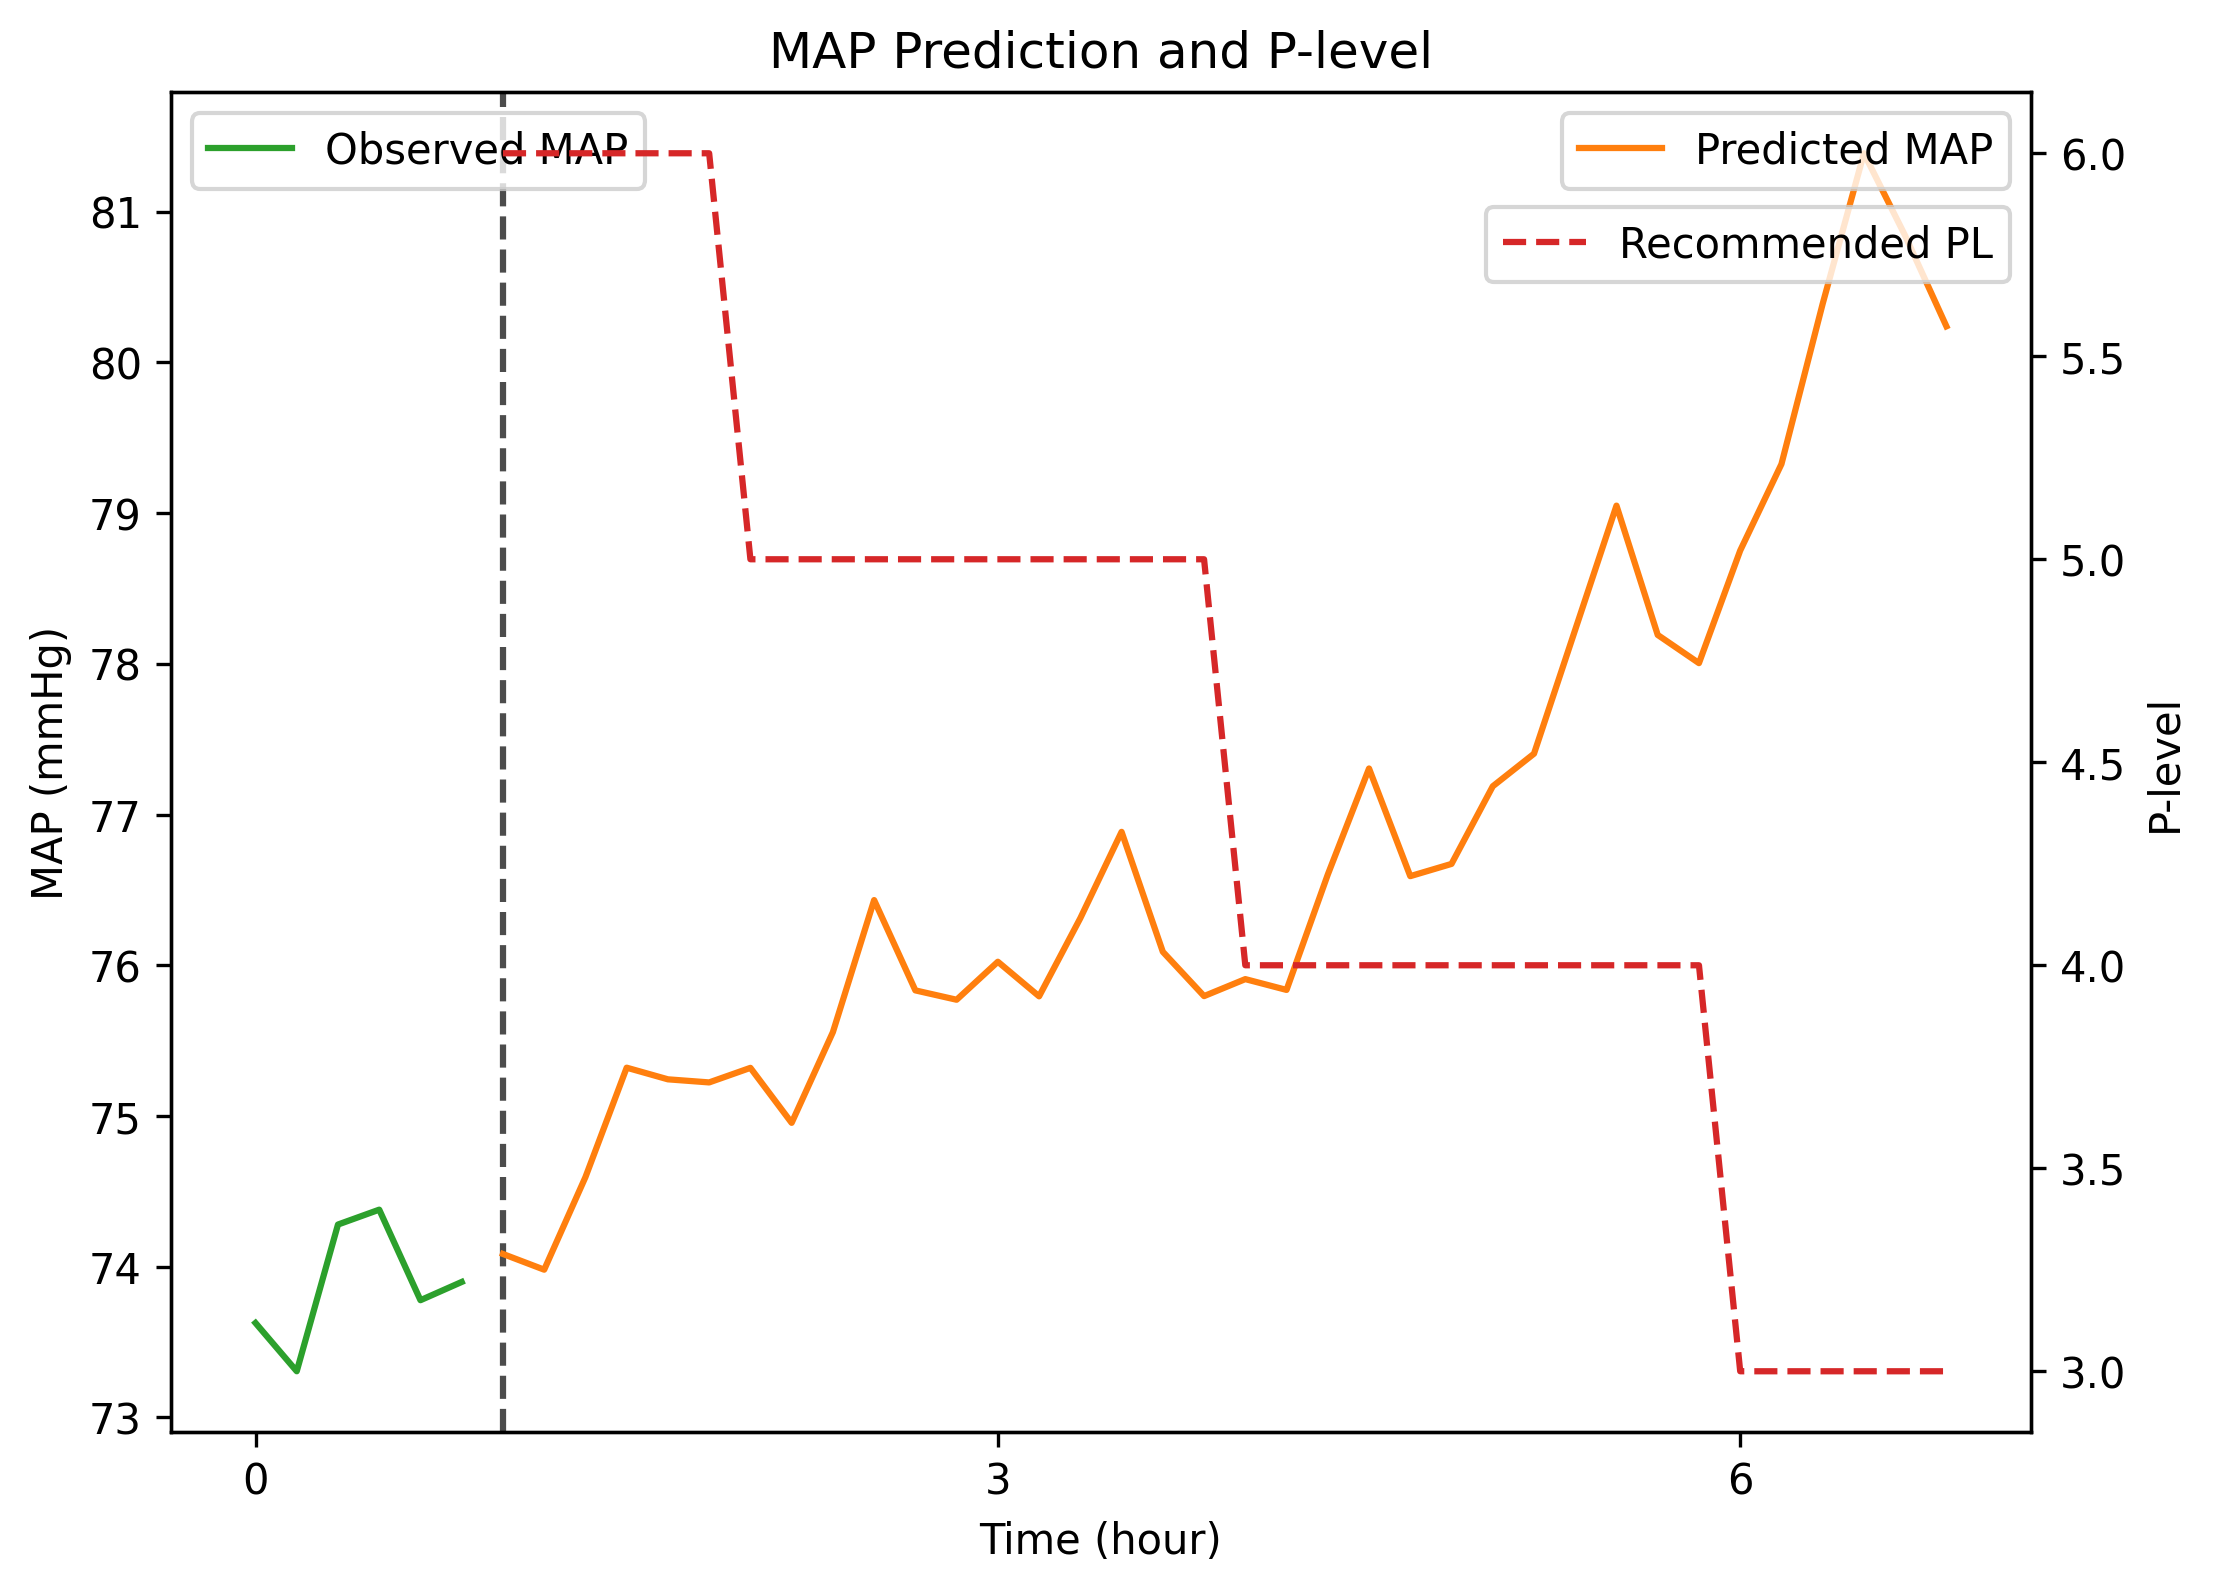 MAP Prediction and P-level
Observed MAP
Predicted MAP
Recommended PL
81
80
79
78
77
76
75
74
73
MAP (mmHg)
6.0
5.5
5.0
4.5
4.0
3.5
3.0
P-level
0 3 6
Time (hour)